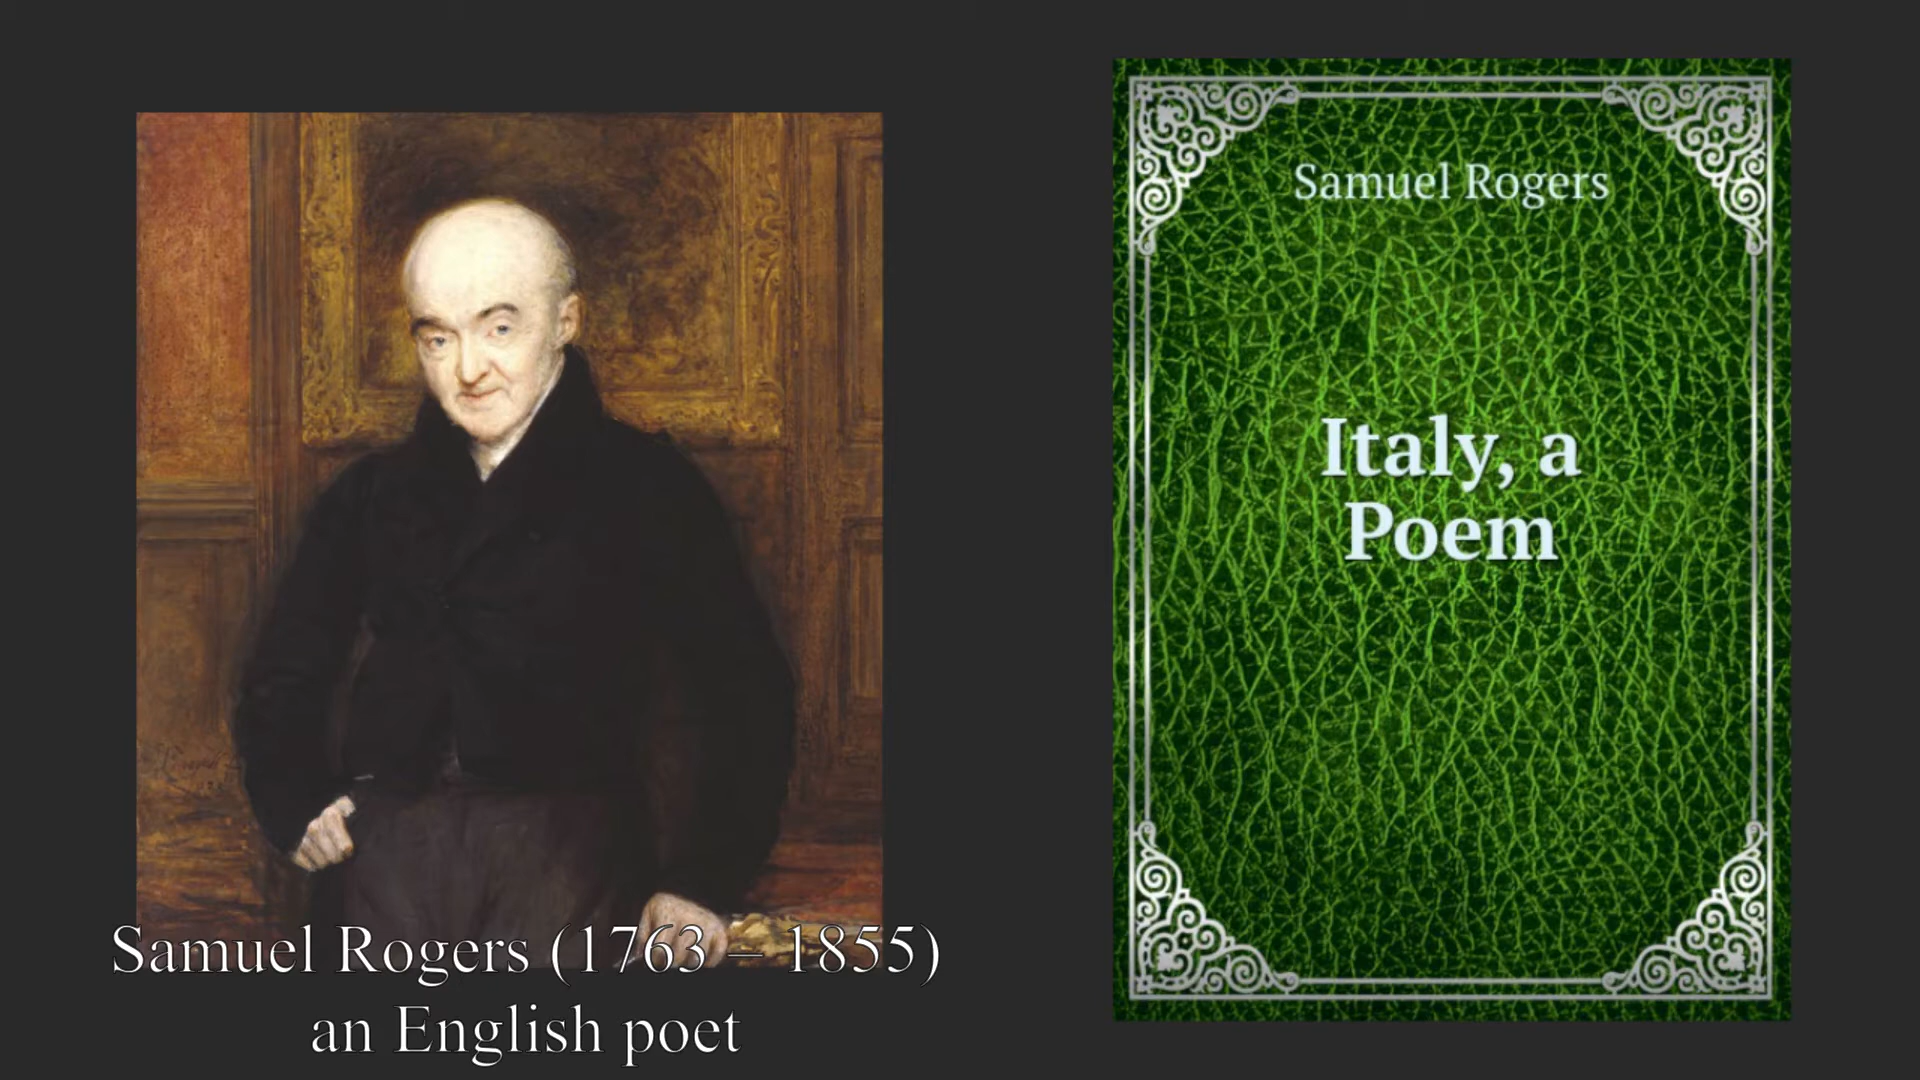 Samuel Rogers (1763 – 1855)
an English poet
Samuel Rogers
Italy, a
Poem